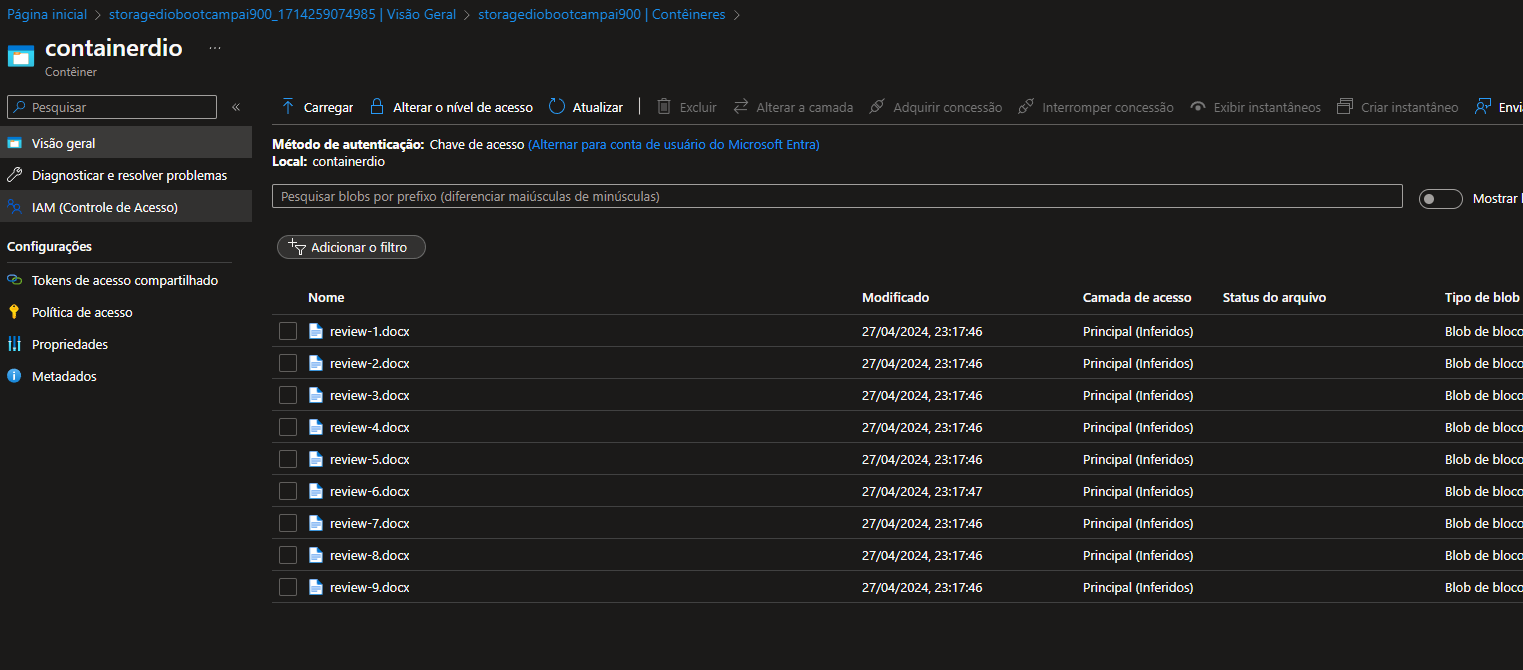 Página inicial > storagediobootcampai900_1714259074985 | Visão Geral > storagediobootcampai900 | Contêineres >
containerdio ...
Contêiner
Pesquisar «
Carregar Alterar o nível de acesso Atualizar Excluir Alterar a camada Adquirir concessão Interromper concessão Exibir instantâneos Criar instantâneo
Visão geral
Diagnosticar e resolver problemas
IAM (Controle de Acesso)
Configurações
Tokens de acesso compartilhado
Política de acesso
Propriedades
Metadados
Método de autenticação: Chave de acesso (Alternar para conta de usuário do Microsoft Entra)
Local: containerdio
Pesquisar blobs por prefixo (diferenciar maiúsculas de minúsculas) Mostrar
Adicionar o filtro
Nome Modificado Camada de acesso Status do arquivo Tipo de blob
review-1.docx 27/04/2024, 23:17:46 Principal (Inferidos) Blob de bloco
review-2.docx 27/04/2024, 23:17:46 Principal (Inferidos) Blob de bloco
review-3.docx 27/04/2024, 23:17:46 Principal (Inferidos) Blob de bloco
review-4.docx 27/04/2024, 23:17:46 Principal (Inferidos) Blob de bloco
review-5.docx 27/04/2024, 23:17:46 Principal (Inferidos) Blob de bloco
review-6.docx 27/04/2024, 23:17:47 Principal (Inferidos) Blob de bloco
review-7.docx 27/04/2024, 23:17:46 Principal (Inferidos) Blob de bloco
review-8.docx 27/04/2024, 23:17:46 Principal (Inferidos) Blob de bloco
review-9.docx 27/04/2024, 23:17:46 Principal (Inferidos) Blob de bloco